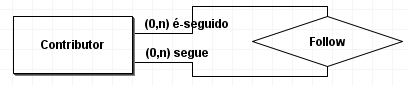 (0,n) é-seguido
Contributor
Follow
(0,n) segue